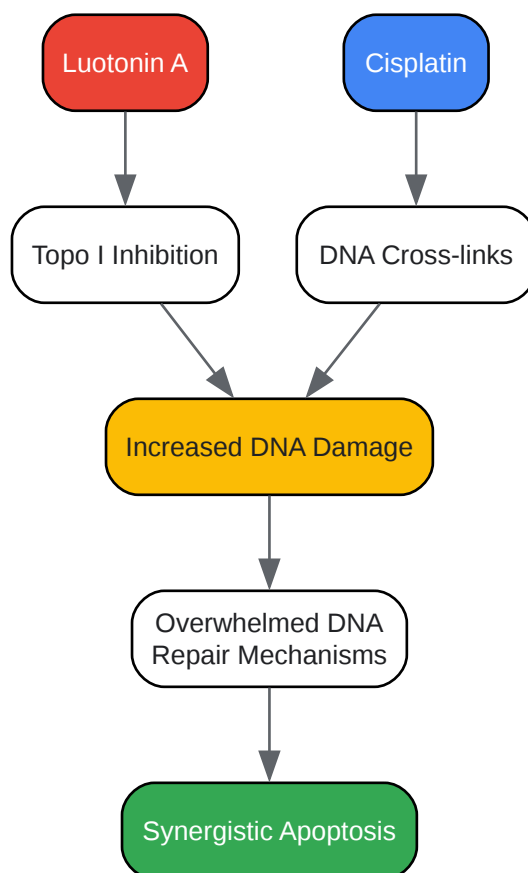 Luotonin A
Cisplatin
Topo I Inhibition
DNA Cross-links
Increased DNA Damage
Overwhelmed DNA
Repair Mechanisms
Synergistic Apoptosis